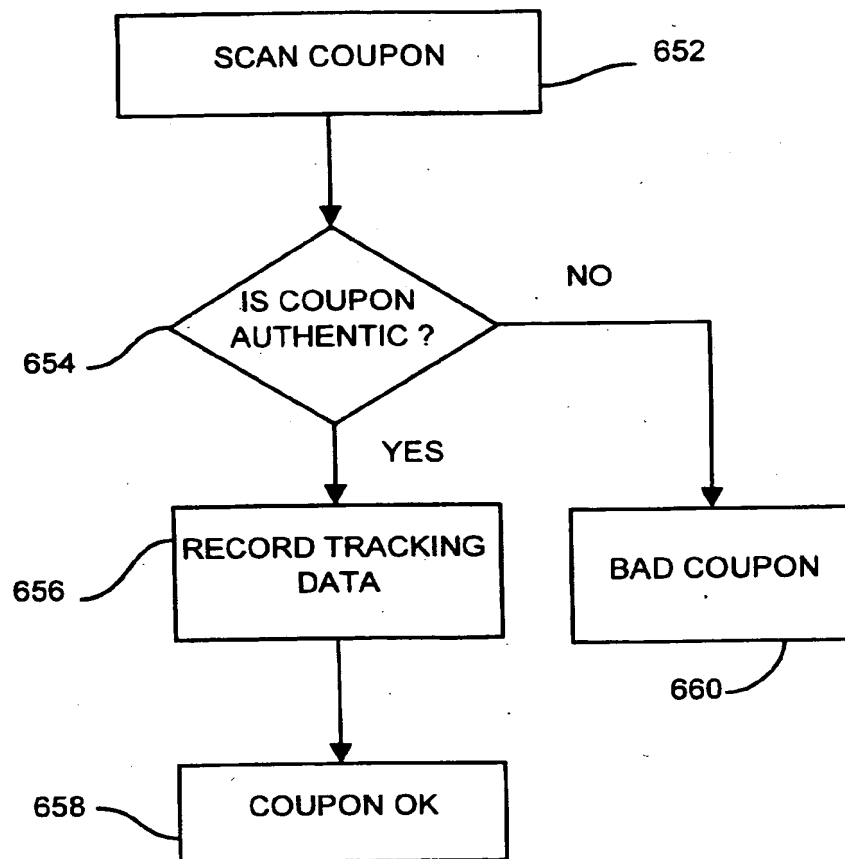 SCAN COUPON
652
IS COUPON
AUTHENTIC ?
NO
654
YES
RECORD TRACKING
DATA
656
BAD COUPON
660
COUPON OK
658